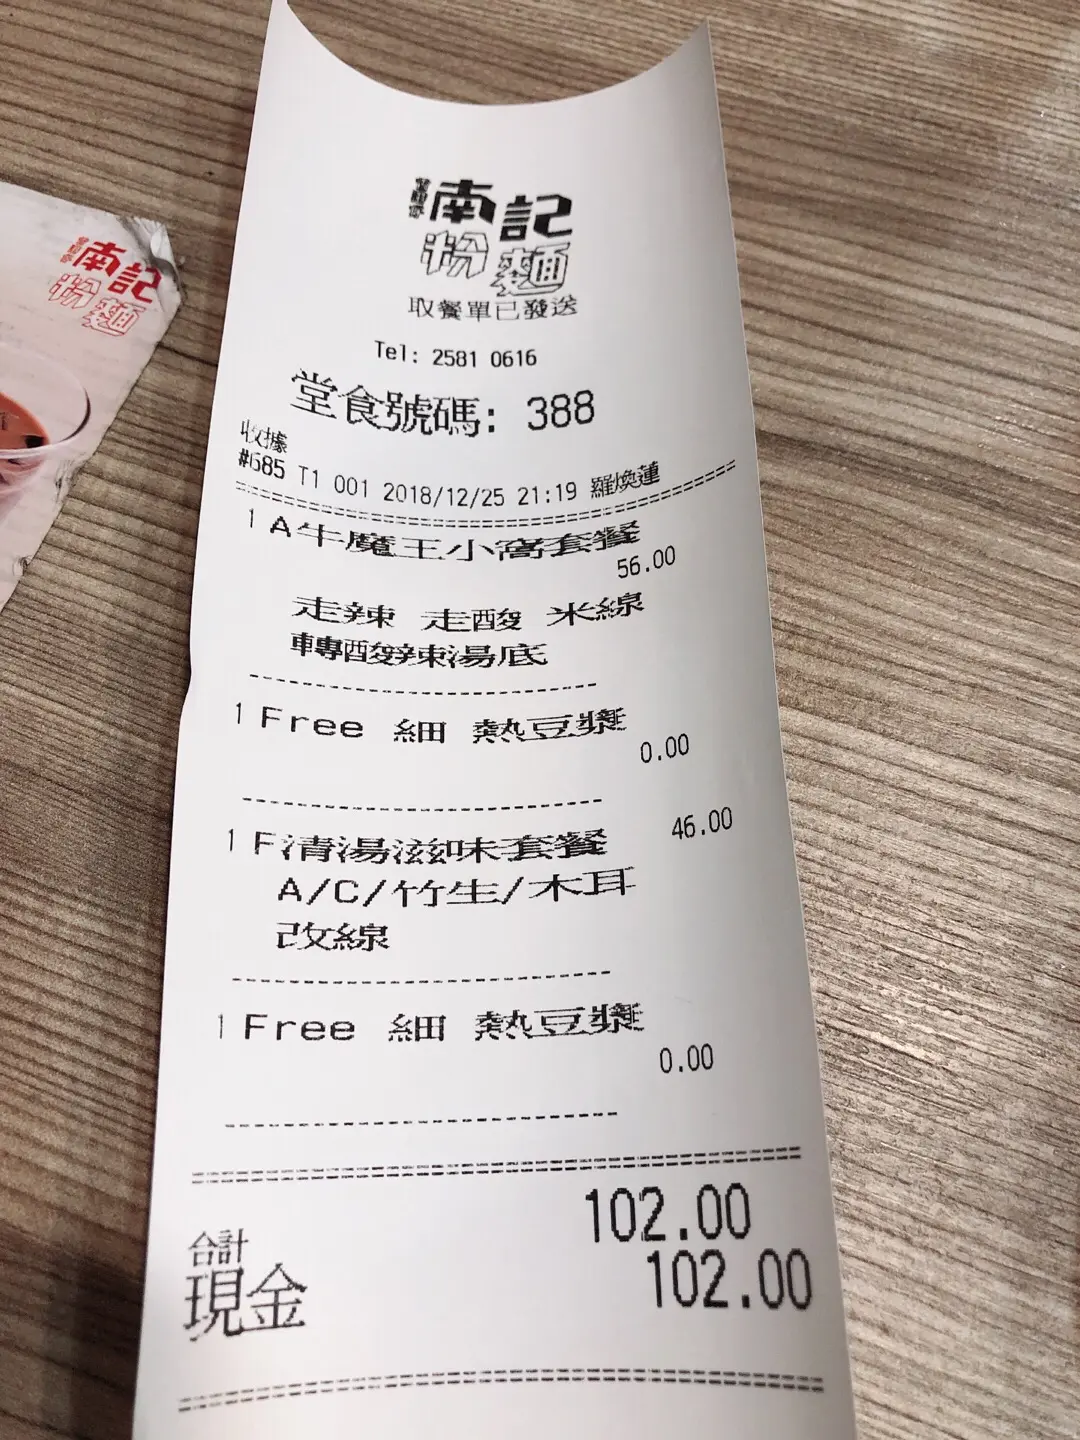 南記
粉麵
取餐單已發送
Tel: 2581 0616
堂食號碼: 388
收據
#685 T1 001 2018/12/25 21:19 羅煥蓮
1 A牛魔王小窩套餐
56.00
走辣 走酸 米線
轉酸辣湯底
1 Free 細 熱豆漿
0.00
1 F清湯滋味套餐 46.00
A/C/竹生/木耳
改線
1 Free 細 熱豆漿
0.00
合計 102.00
現金 102.00
南記
粉麵